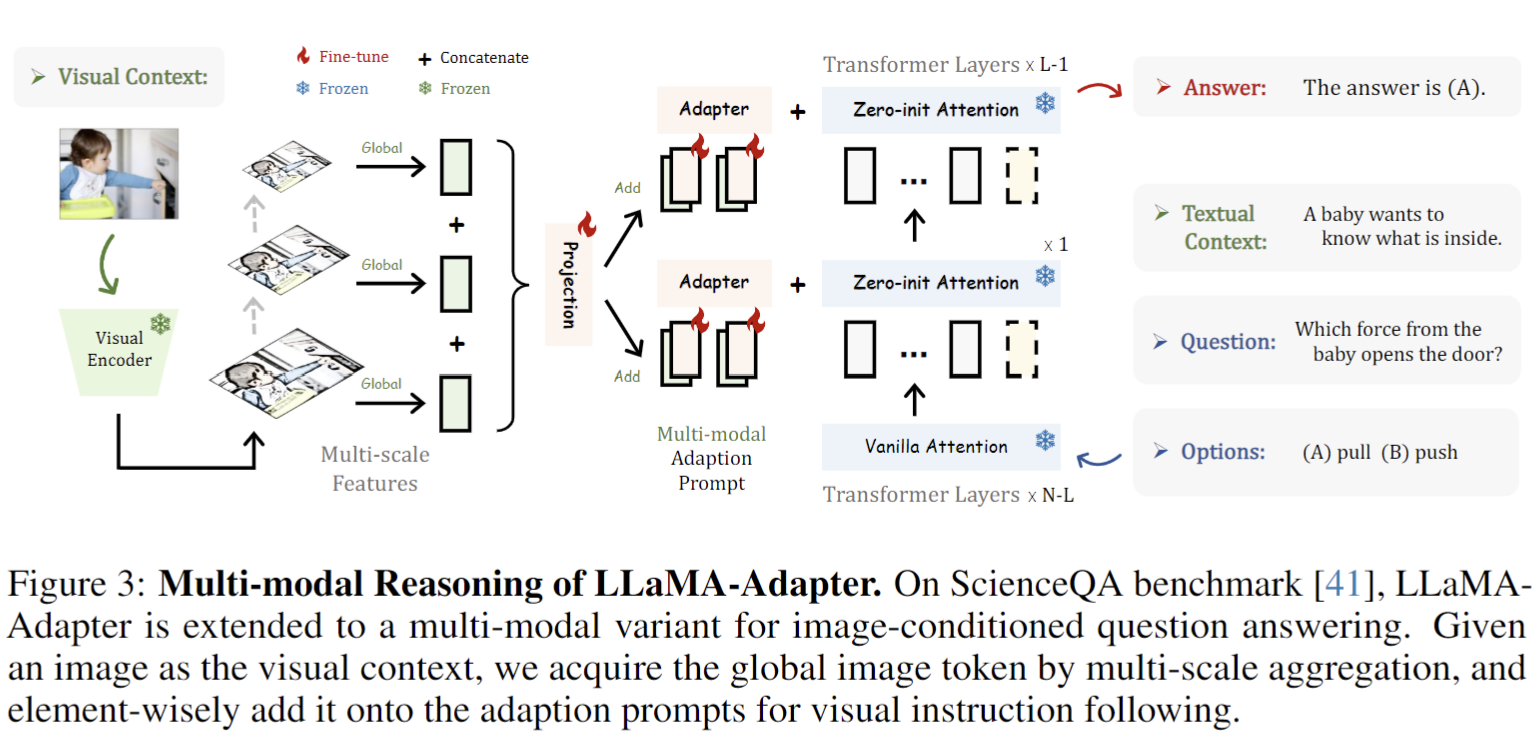 Visual Context:
Fine-tune
+ Concatenate
Frozen
Frozen
Visual
Encoder
Global
+
Global
+
Global
Multi-scale
Features
Projection
Add
Add
Transformer Layers x L-1
Adapter
+
Zero-init Attention
...
x 1
Adapter
+
Zero-init Attention
...
Multi-modal
Adaption
Prompt
Vanilla Attention
Transformer Layers x N-L
Answer: The answer is (A).
Textual Context: A baby wants to
know what is inside.
Question: Which force from the
baby opens the door?
Options: (A) pull (B) push
Figure 3: Multi-modal Reasoning of LLaMA-Adapter. On ScienceQA benchmark [41], LLaMA-
Adapter is extended to a multi-modal variant for image-conditioned question answering. Given
an image as the visual context, we acquire the global image token by multi-scale aggregation, and
element-wisely add it onto the adaption prompts for visual instruction following.